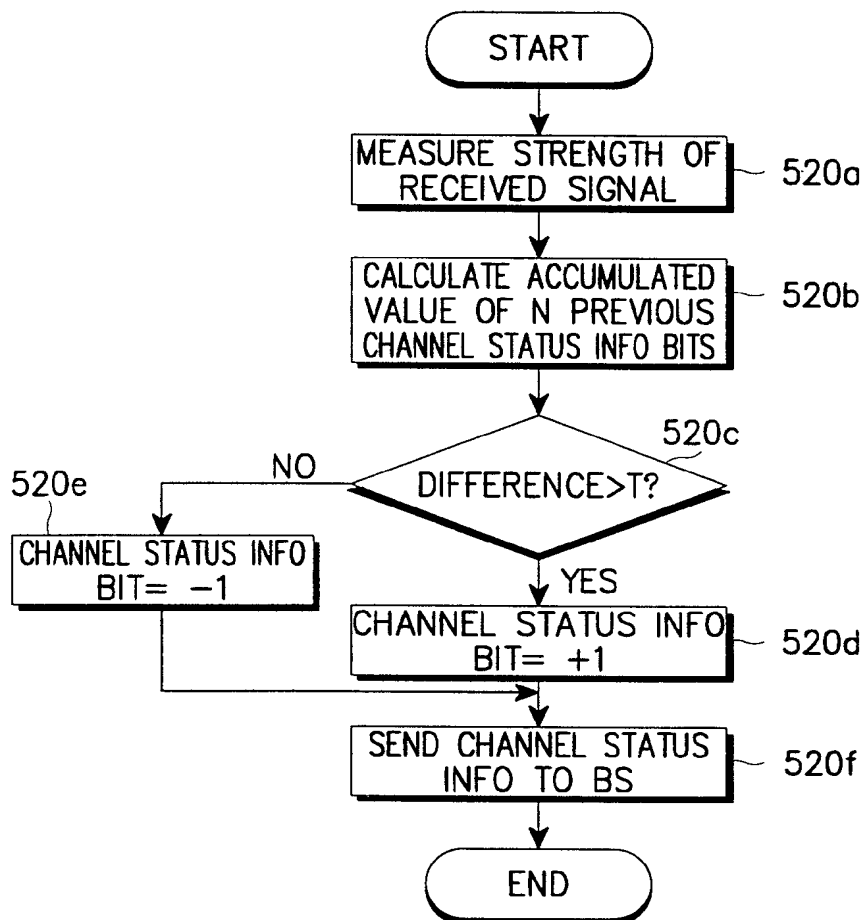 START
MEASURE STRENGTH OF
RECEIVED SIGNAL
520a
CALCULATE ACCUMULATED
VALUE OF N PREVIOUS
CHANNEL STATUS INFO BITS
520b
520c
DIFFERENCE>T?
NO
520e
CHANNEL STATUS INFO
BIT= -1
YES
CHANNEL STATUS INFO
BIT= +1
520d
SEND CHANNEL STATUS
INFO TO BS
520f
END